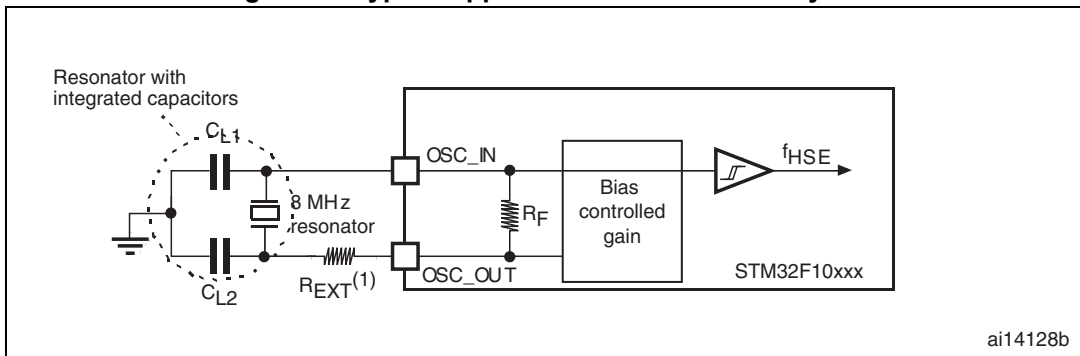 Resonator with
integrated capacitors
CL1
OSC_IN
fHSE
8 MHz
resonator
RF
Bias
controlled
gain
REXT(1)
OSC_OUT
STM32F10xxx
CL2
ai14128b